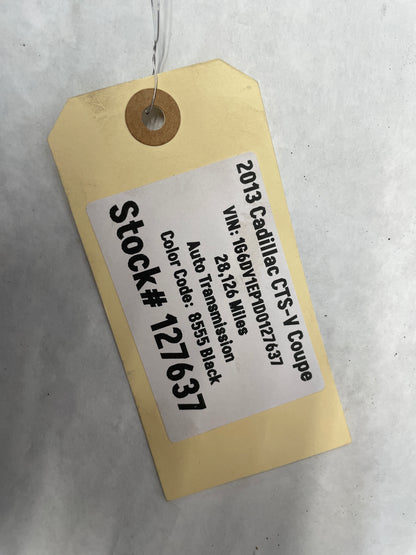 2013 Cadillac CTS-V Coupe
VIN: 1G6DV1EP1D0127637
28,126 Miles
Auto Transmission
Color Code: 8555 Black
Stock# 127637